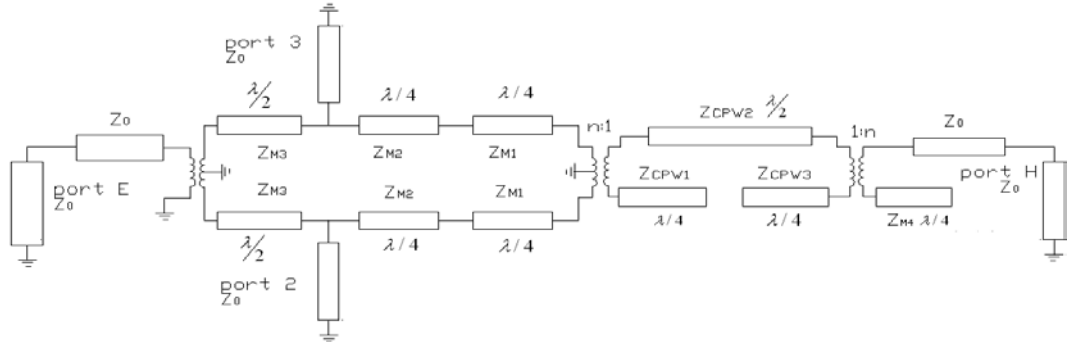 port 3
Z0
λ/2
λ/4
λ/4
Z0
n:1
ZCPW2 λ/2
1:n
Z0
ZM3
ZM2
ZM1
port E
Z0
ZM3
ZM2
ZM1
ZCPW1
ZCPW3
port H
Z0
λ/2
λ/4
λ/4
λ/4
λ/4
ZM4 λ/4
port 2
Z0